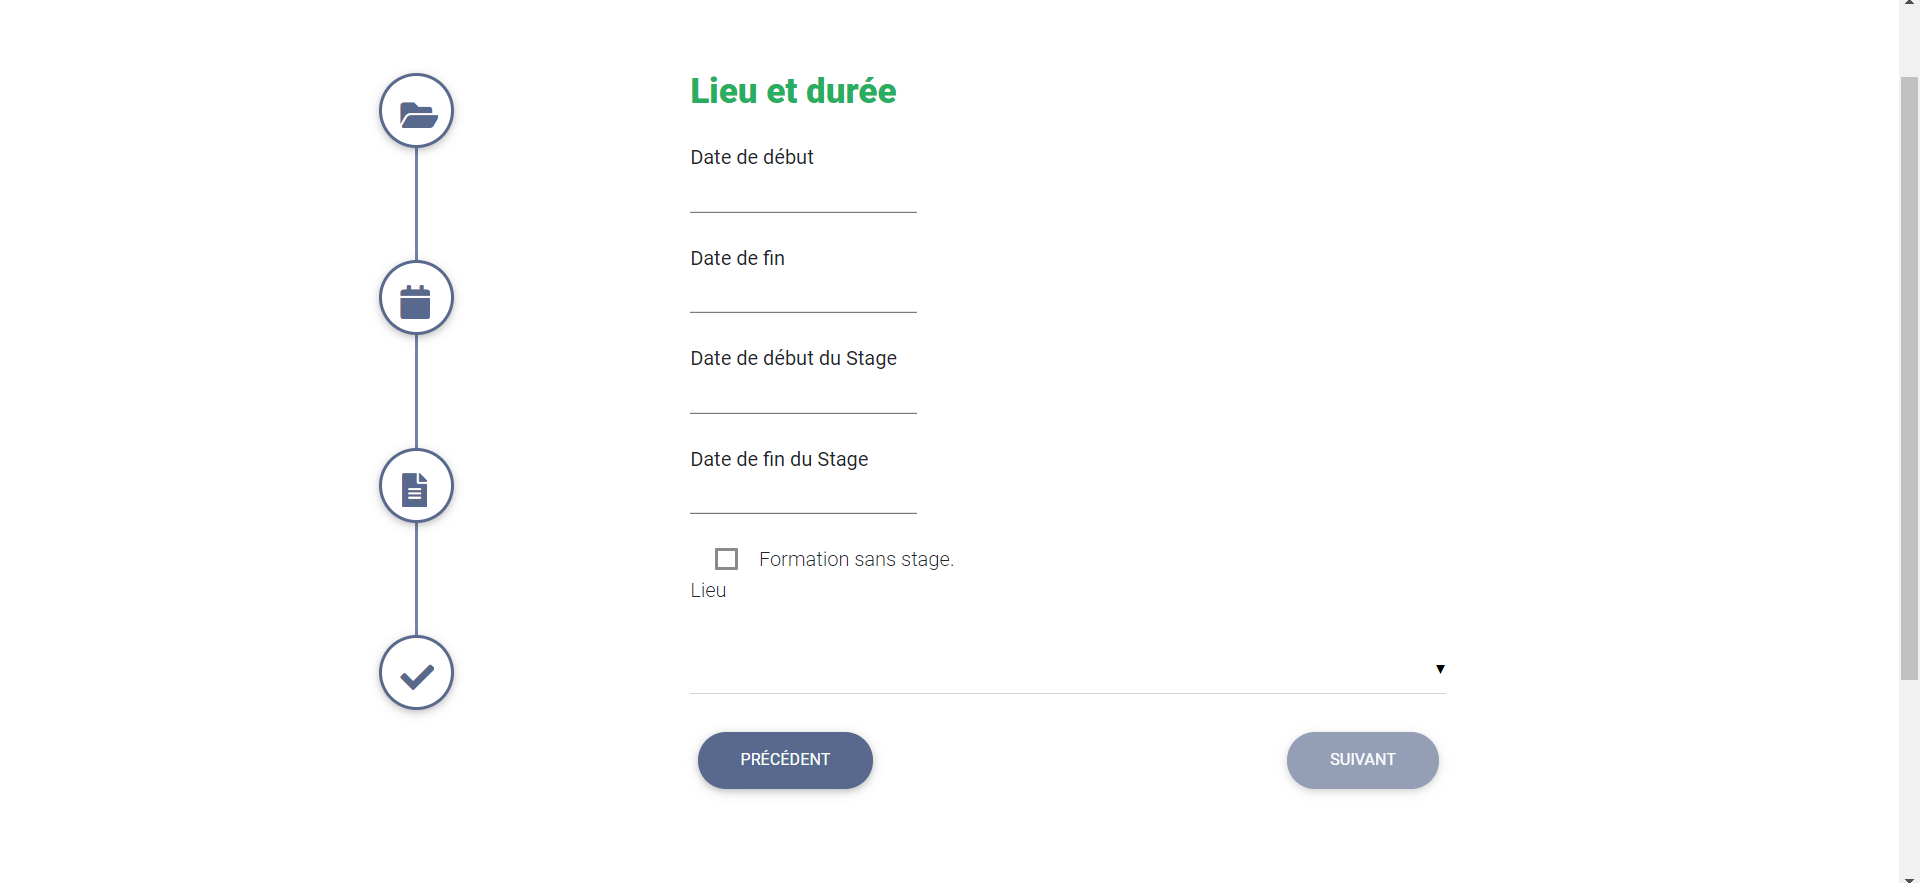 Lieu et durée
Date de début
Date de fin
Date de début du Stage
Date de fin du Stage
Formation sans stage.
Lieu
PRÉCÉDENT
SUIVANT